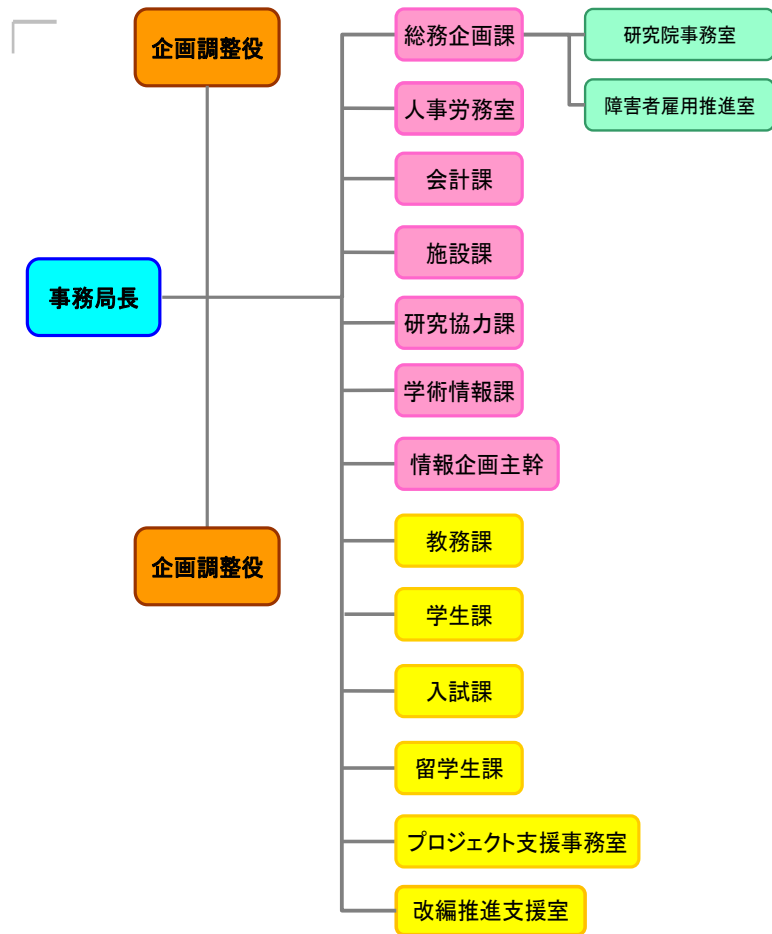 企画調整役
総務企画課
研究院事務室
障害者雇用推進室
人事労務室
会計課
施設課
事務局長
研究協力課
学術情報課
情報企画主幹
企画調整役
教務課
学生課
入試課
留学生課
プロジェクト支援事務室
改編推進支援室